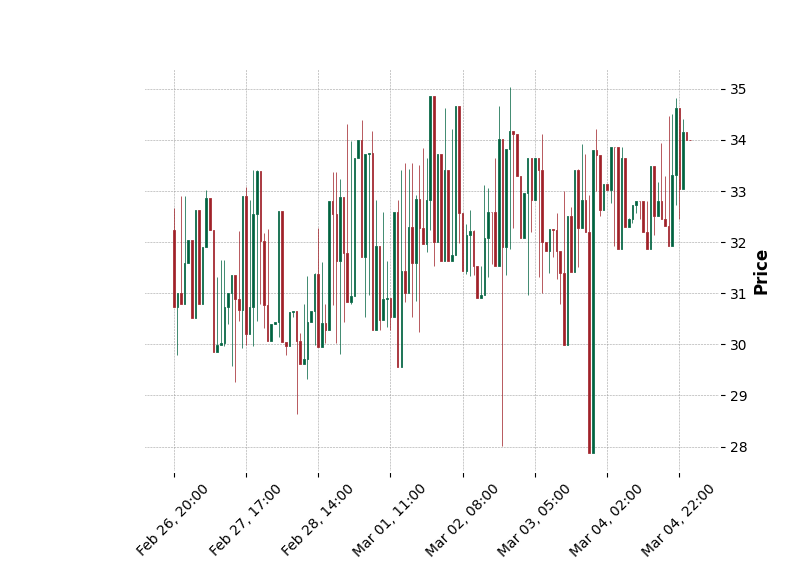 35
34
33
32
31
30
29
28
Price
Feb 26, 20:00
Feb 27, 17:00
Feb 28, 14:00
Mar 01, 11:00
Mar 02, 08:00
Mar 03, 05:00
Mar 04, 02:00
Mar 04, 22:00